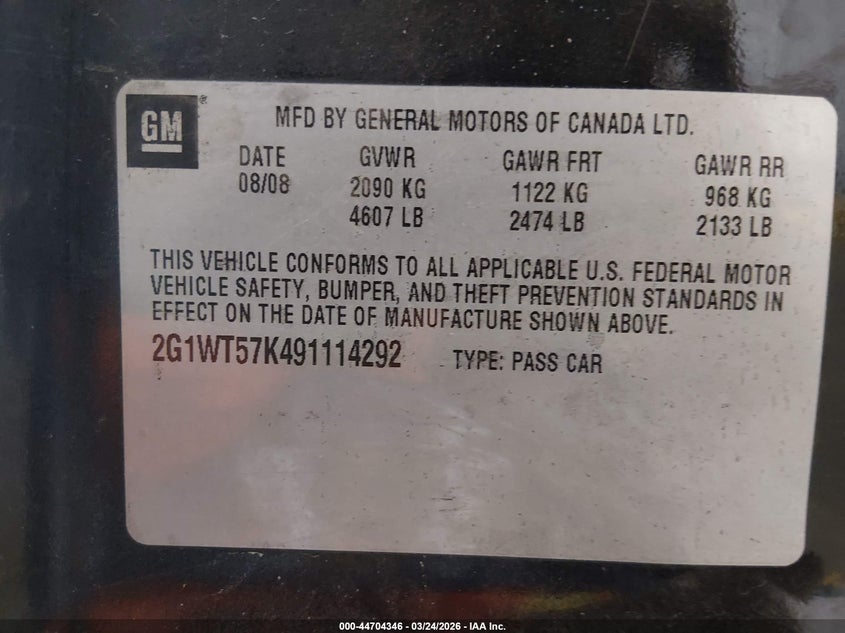 GM®
MFD BY GENERAL MOTORS OF CANADA LTD.
DATE GVWR GAWR FRT GAWR RR
08/08 2090 KG 1122 KG 968 KG
4607 LB 2474 LB 2133 LB
THIS VEHICLE CONFORMS TO ALL APPLICABLE U.S. FEDERAL MOTOR
VEHICLE SAFETY, BUMPER, AND THEFT PREVENTION STANDARDS IN
EFFECT ON THE DATE OF MANUFACTURE SHOWN ABOVE.
2G1WT57K491114292 TYPE: PASS CAR
000-44704346 | 03/24/2026 - IAA Inc.